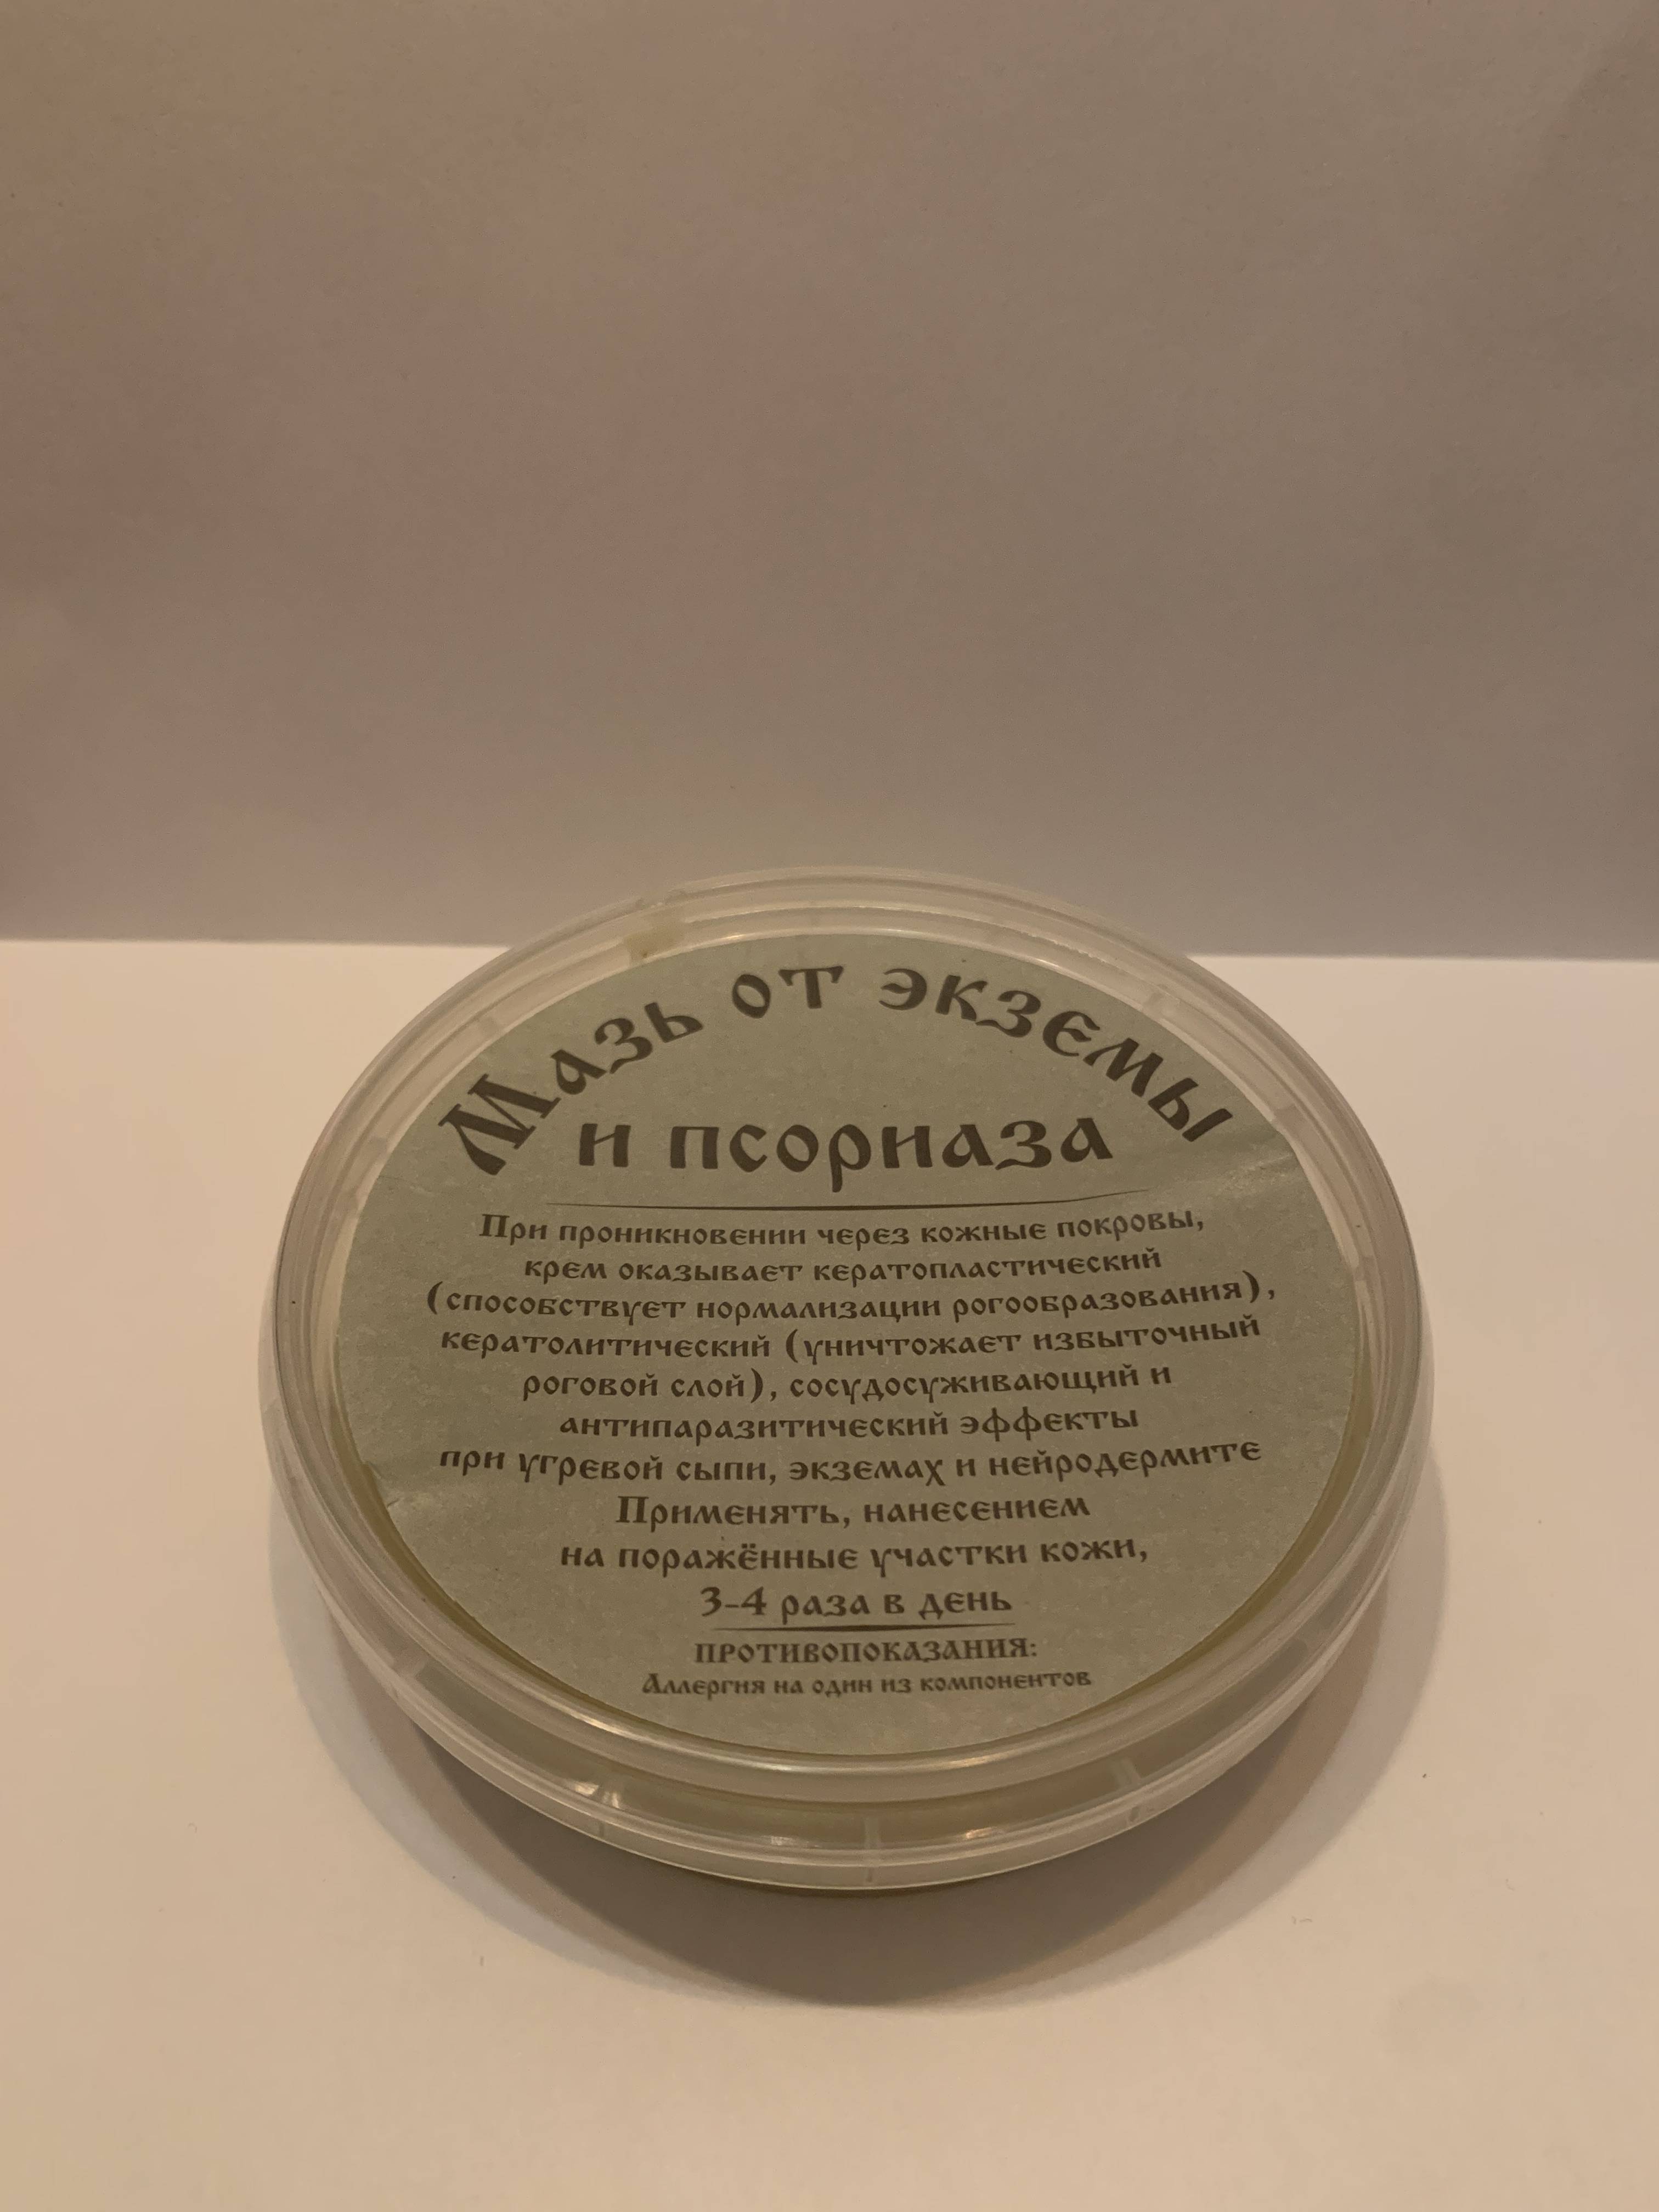 Мазь от экземы
и псориаза
При проникновении через кожные покровы,
крем оказывает кератопластический
(способствует нормализации рогообразования),
кератолитический (уничтожает избыточный
роговой слой), сосудосуживающий и
антипаразитический эффекты
при угревой сыпи, экземах и нейродермите
Применять, нанесением
на поражённые участки кожи,
3-4 раза в день
ПРОТИВОПОКАЗАНИЯ:
Аллергия на один из компонентов